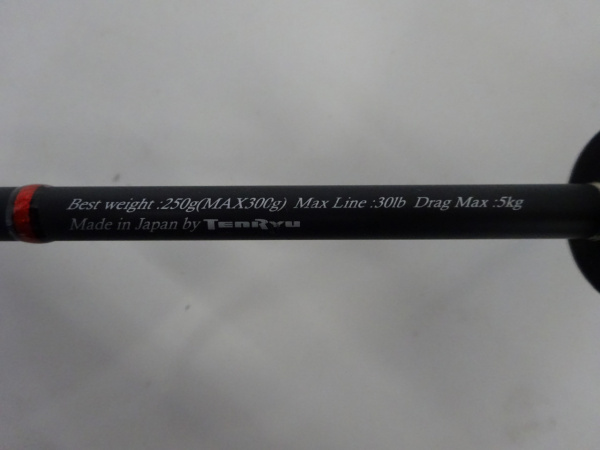 Best weight :250g(MAX300g) Max Line :30lb Drag Max :5kg
Made in Japan by TENRYU